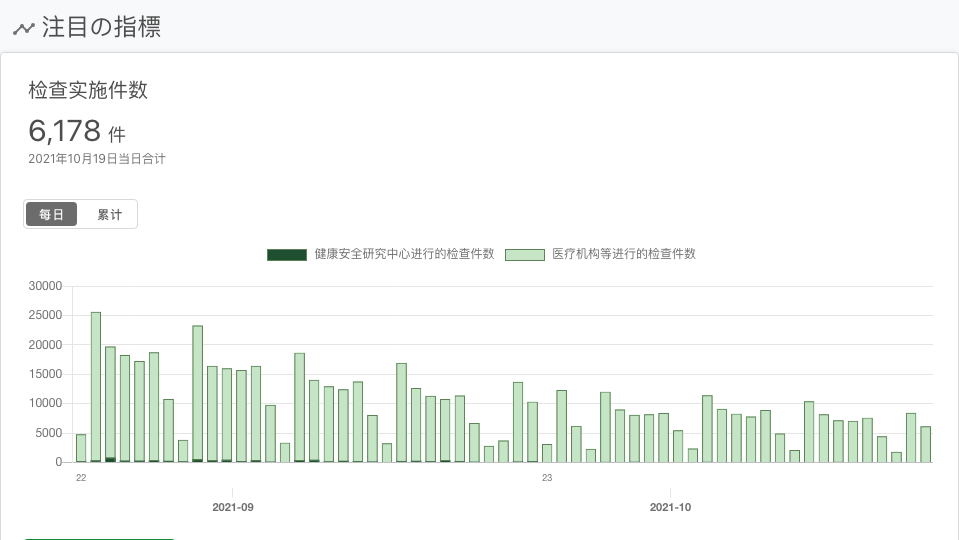 注目の指標
检查实施件数
6,178 件
2021年10月19日当日合计
每日 累计
健康安全研究中心进行的检查件数 医疗机构等进行的检查件数
30000
25000
20000
15000
10000
5000
0
22 23
2021-09 2021-10